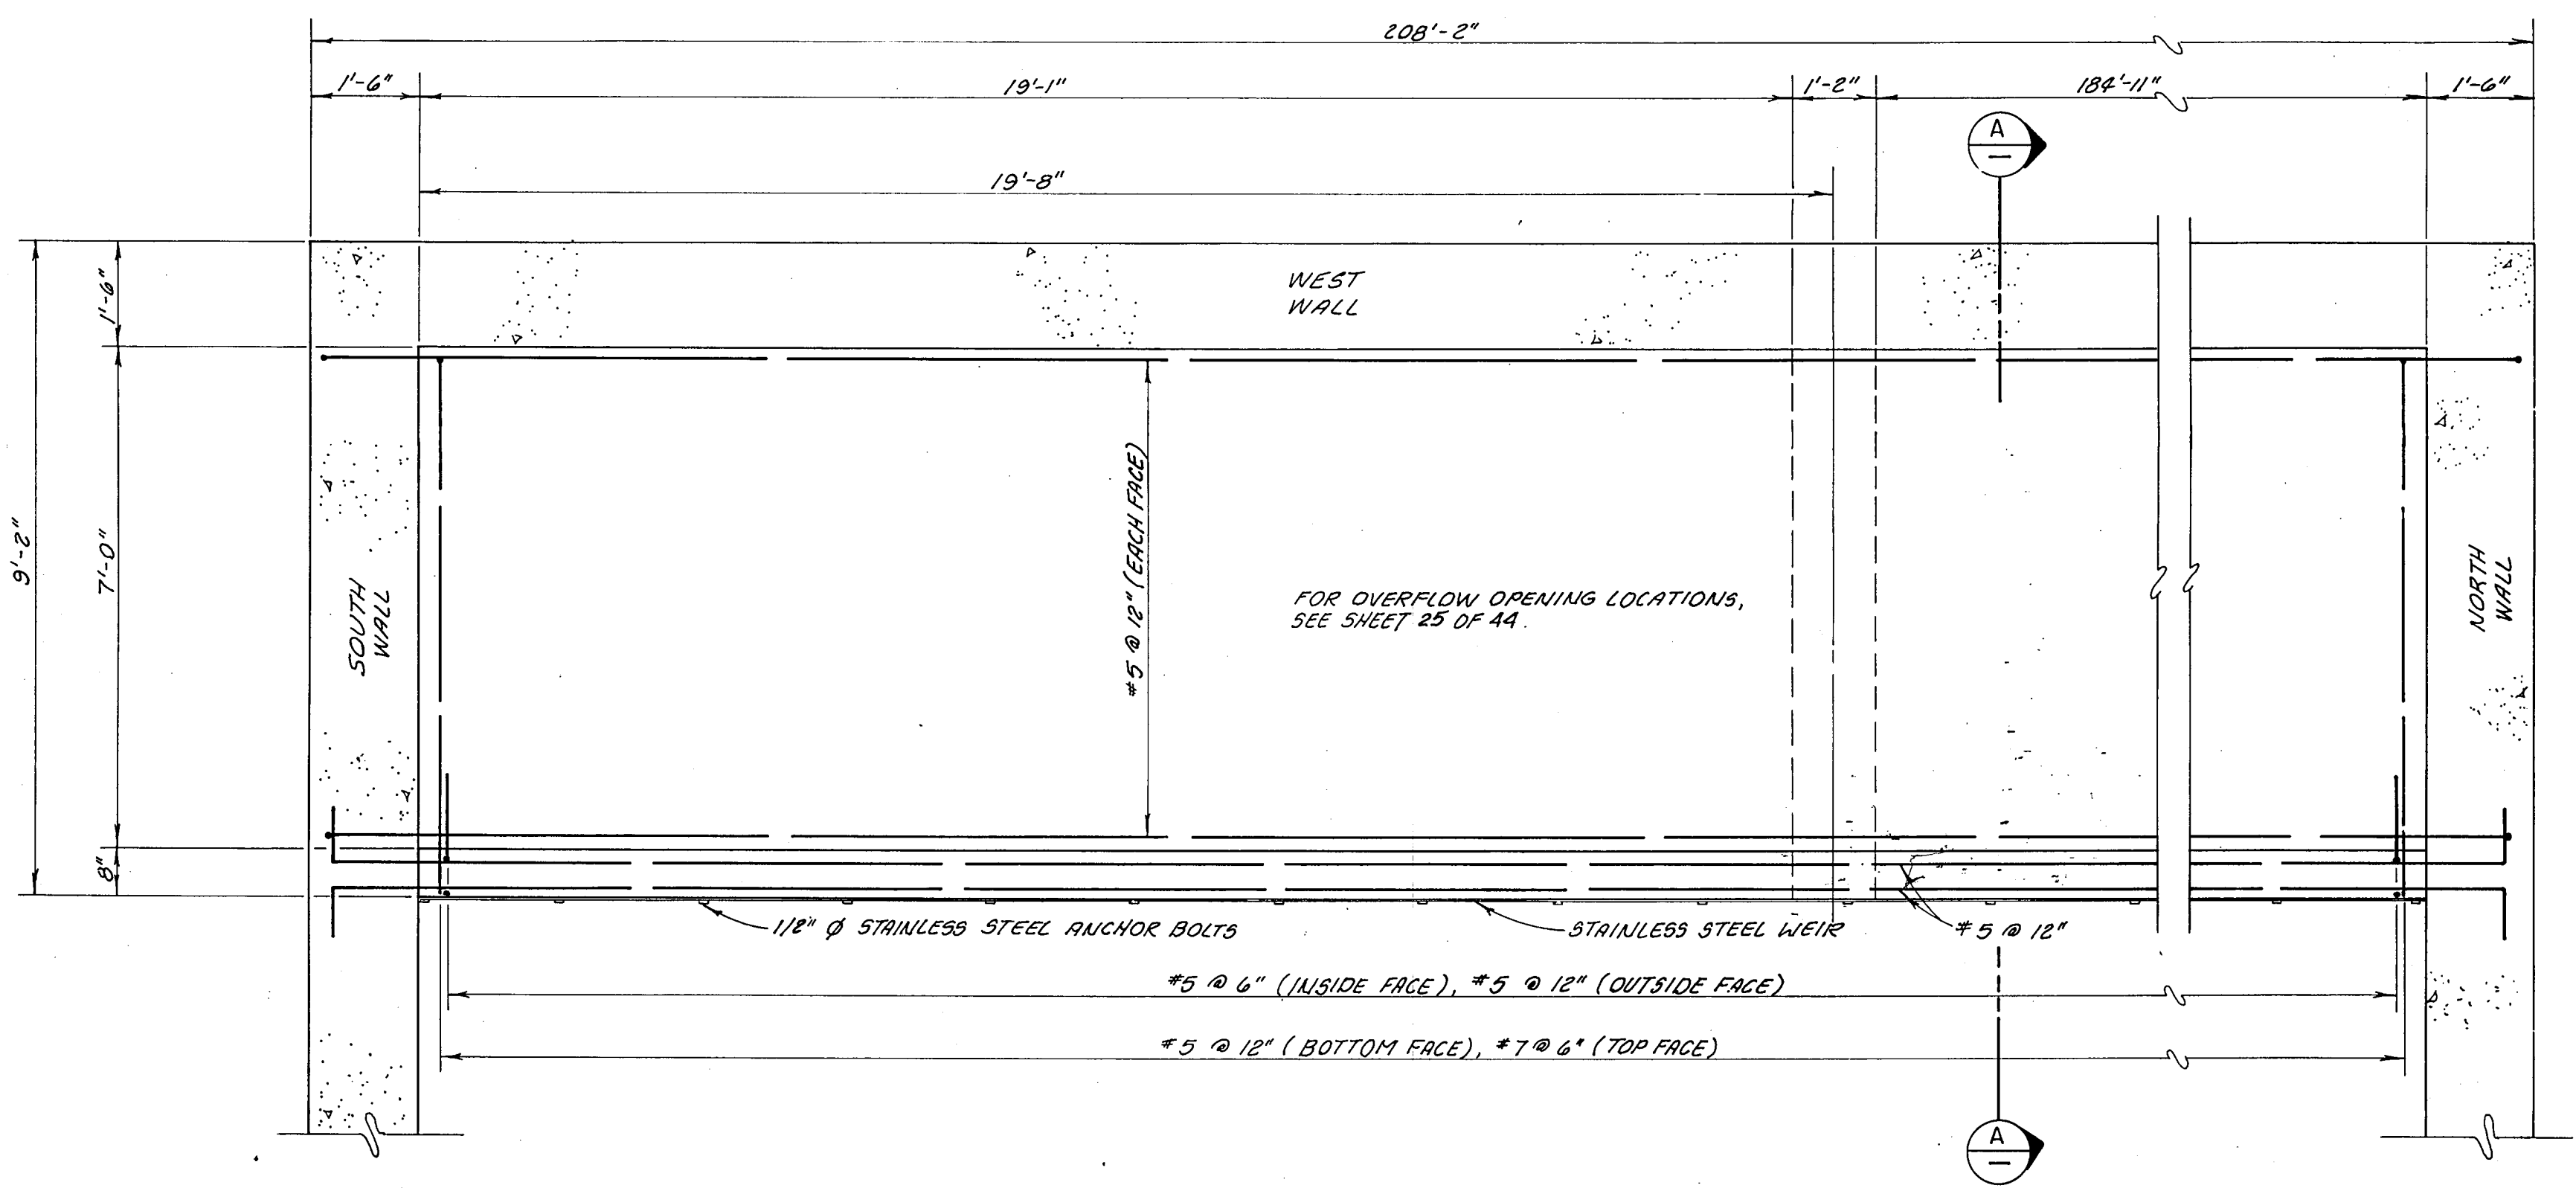 208'-2"
1'-6"
19'-1"
1'-2"
184'-11"
1'-6"
A
19'-8"
WEST
WALL
1'-6"
9'-2"
7'-0"
8"
SOUTH
WALL
#5 @ 12" (EACH FACE)
FOR OVERFLOW OPENING LOCATIONS,
SEE SHEET 25 OF 44.
NORTH
WALL
1/2" Ø STAINLESS STEEL ANCHOR BOLTS
STAINLESS STEEL WEIR
#5 @ 12"
#5 @ 6" (INSIDE FACE), #5 @ 12" (OUTSIDE FACE)
#5 @ 12" (BOTTOM FACE), #7 @ 6" (TOP FACE)
A